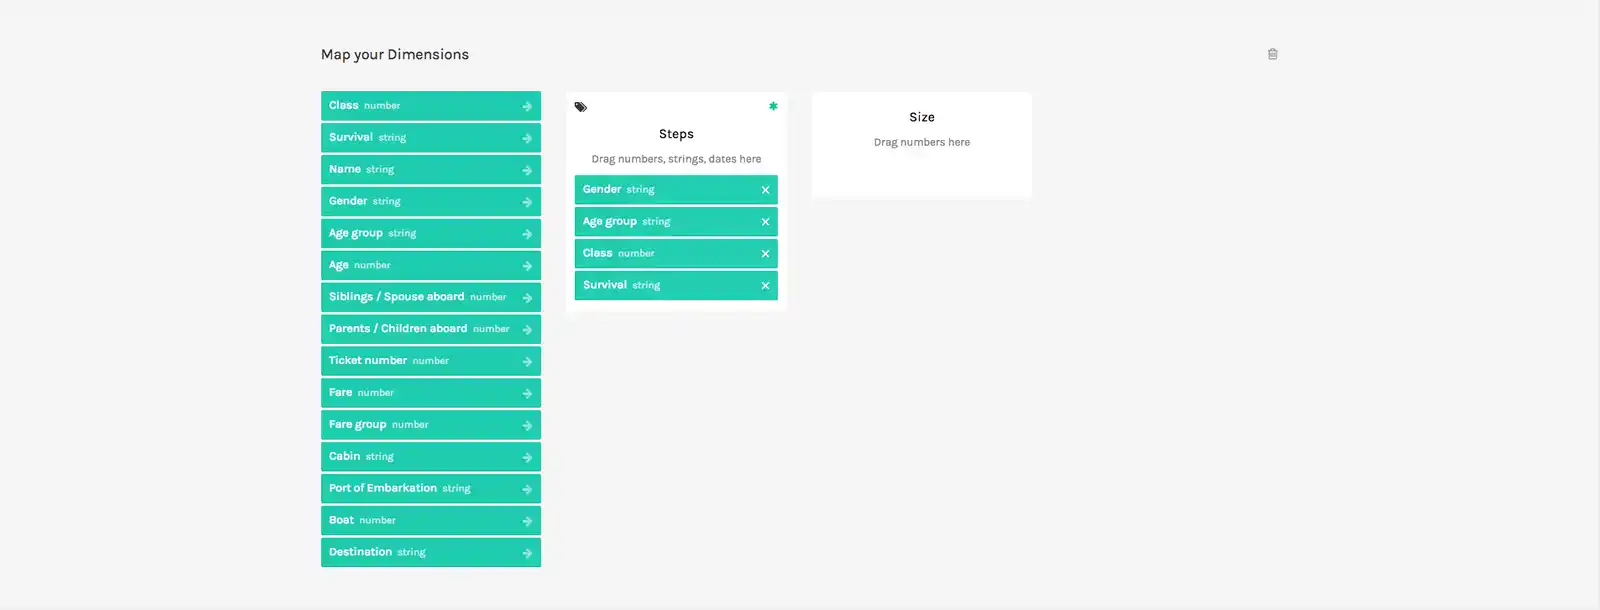 Map your Dimensions
Class number
Survival string
Name string
Gender string
Age group string
Age number
Siblings / Spouse aboard number
Parents / Children aboard number
Ticket number number
Fare number
Fare group number
Cabin string
Port of Embarkation string
Boat number
Destination string
Steps
Drag numbers, strings, dates here
Gender string
Age group string
Class number
Survival string
Size
Drag numbers here